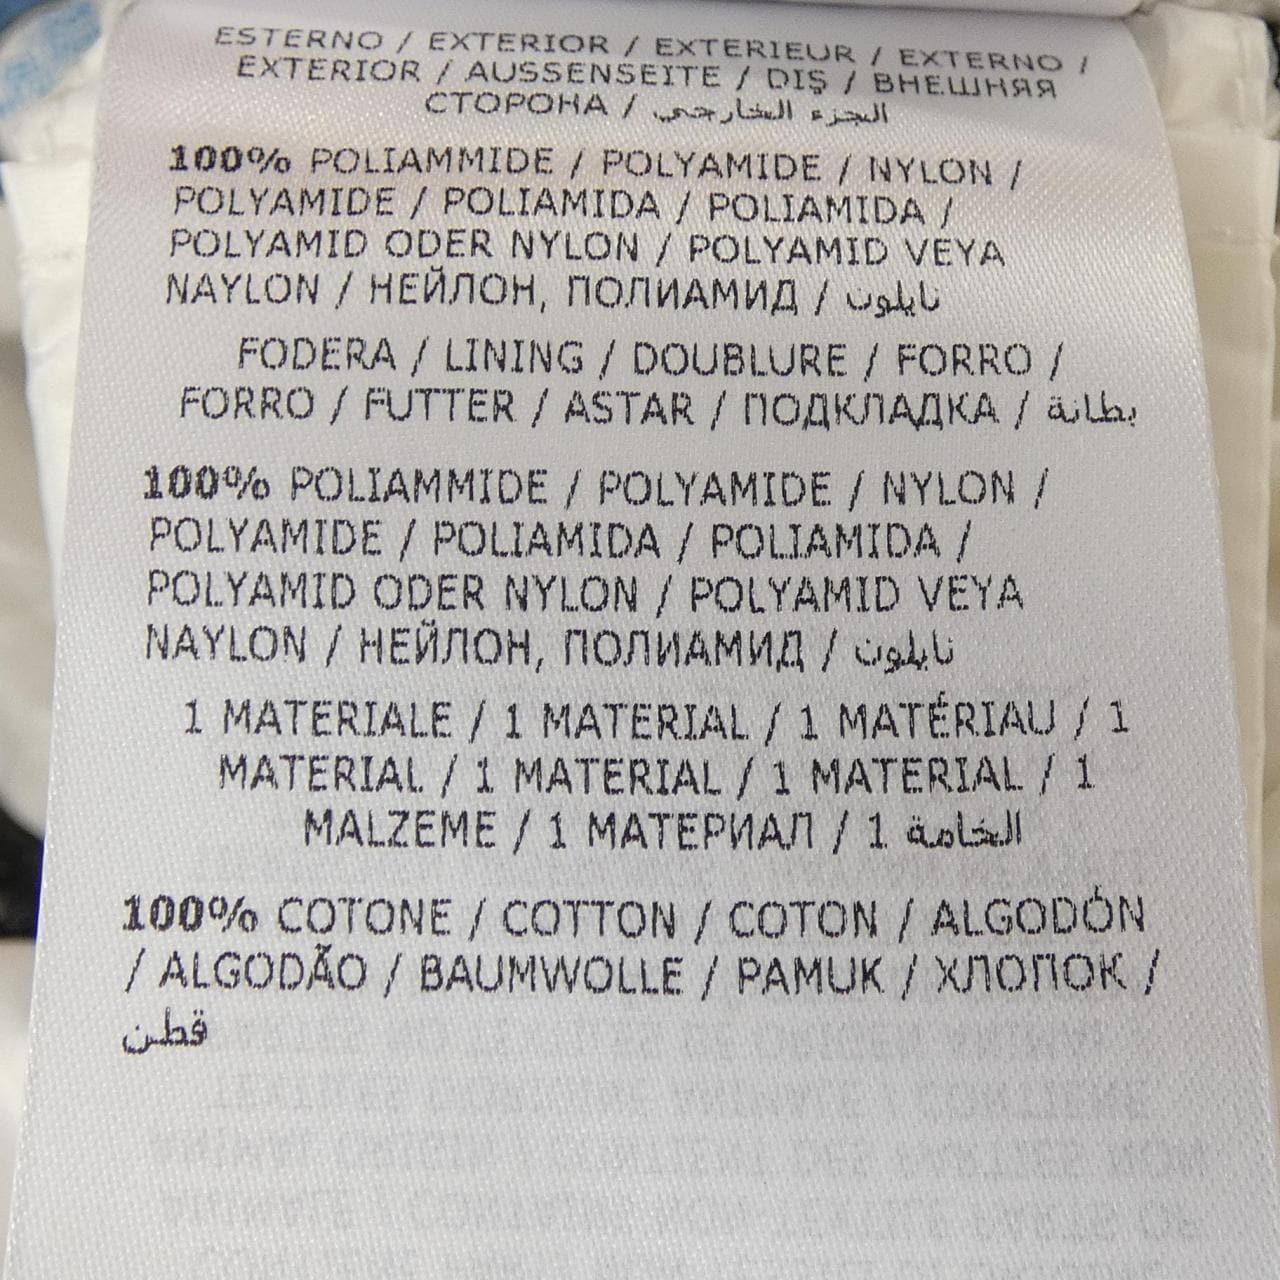 ESTERNO / EXTERIOR / EXTERIEUR / EXTERNO /
EXTERIOR / AUSSENSEITE / DIŞ / ВНЕШНЯЯ
СТОРОНА / الجزء الخارجي
100% POLIAMMIDE / POLYAMIDE / NYLON /
POLYAMIDE / POLIAMIDA / POLIAMIDA /
POLYAMID ODER NYLON / POLYAMID VEYA
NAYLON / НЕЙЛОН, ПОЛИАМИД / نايلون
FODERA / LINING / DOUBLURE / FORRO /
FORRO / FUTTER / ASTAR / ПОДКЛАДКА / بطانة
100% POLIAMMIDE / POLYAMIDE / NYLON /
POLYAMIDE / POLIAMIDA / POLIAMIDA /
POLYAMID ODER NYLON / POLYAMID VEYA
NAYLON / НЕЙЛОН, ПОЛИАМИД / نايلون
1 MATERIALE / 1 MATERIAL / 1 MATÉRIAU / 1
MATERIAL / 1 MATERIAL / 1 MATERIAL / 1
MALZEME / 1 МАТЕРИАЛ / 1 الخامة
100% COTONE / COTTON / COTON / ALGODÓN
/ ALGODÃO / BAUMWOLLE / PAMUK / ХЛОПОК /
قطن